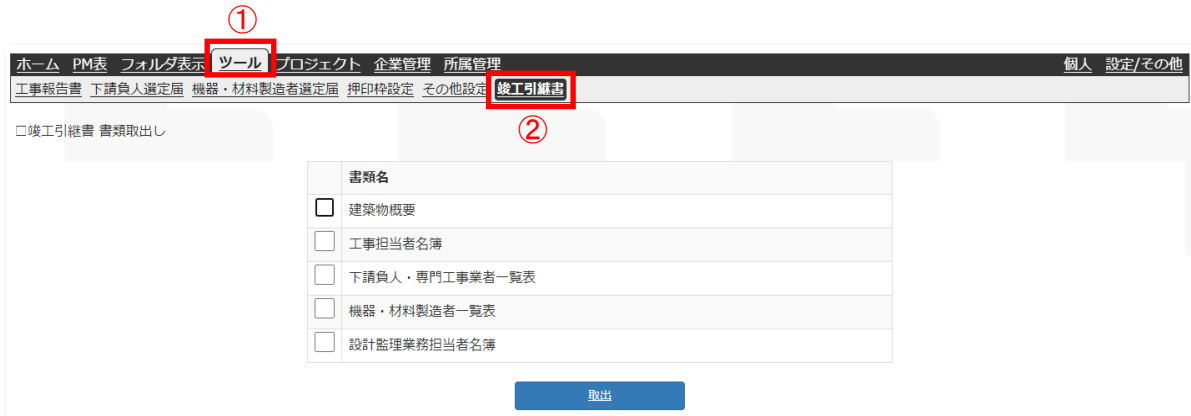 ①
ホーム PM表 フォルダ表示 ツール プロジェクト 企業管理 所属管理 個人 設定/その他
工事報告書 下請負人選定届 機器・材料製造者選定届 押印枠設定 その他設定 竣工引継書
②
□竣工引継書 書類取出し
書類名
建築物概要
工事担当者名簿
下請負人・専門工事業者一覧表
機器・材料製造者一覧表
設計監理業務担当者名簿
取出